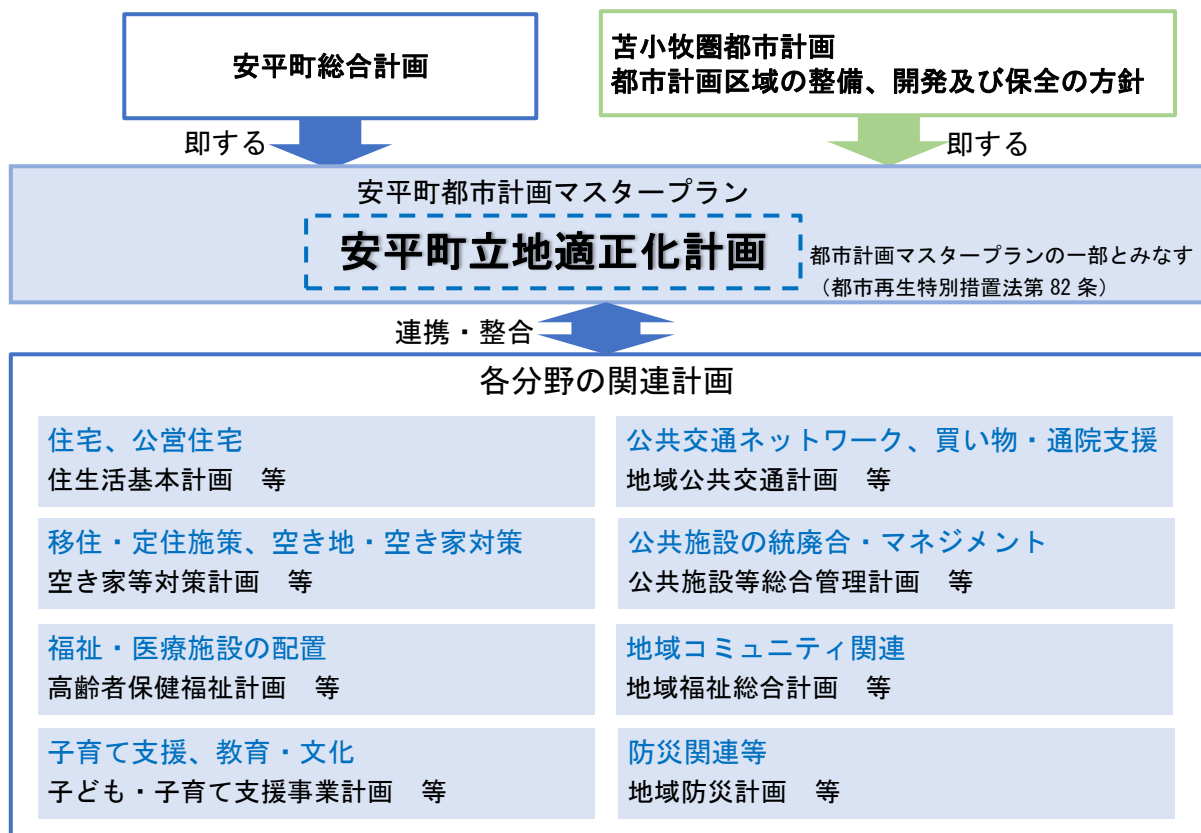 安平町総合計画
苫小牧圏都市計画
都市計画区域の整備、開発及び保全の方針
即する
即する
安平町都市計画マスタープラン
安平町立地適正化計画
都市計画マスタープランの一部とみなす
（都市再生特別措置法第 82 条）
連携・整合
各分野の関連計画
住宅、公営住宅
住生活基本計画　等
公共交通ネットワーク、買い物・通院支援
地域公共交通計画　等
移住・定住施策、空き地・空き家対策
空き家等対策計画　等
公共施設の統廃合・マネジメント
公共施設等総合管理計画　等
福祉・医療施設の配置
高齢者保健福祉計画　等
地域コミュニティ関連
地域福祉総合計画　等
子育て支援、教育・文化
子ども・子育て支援事業計画　等
防災関連等
地域防災計画　等